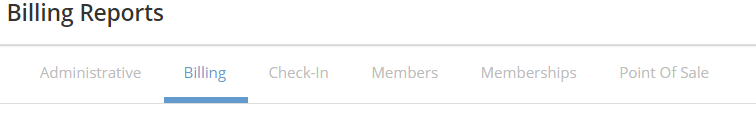 Billing Reports
Administrative Billing Check-In Members Memberships Point Of Sale